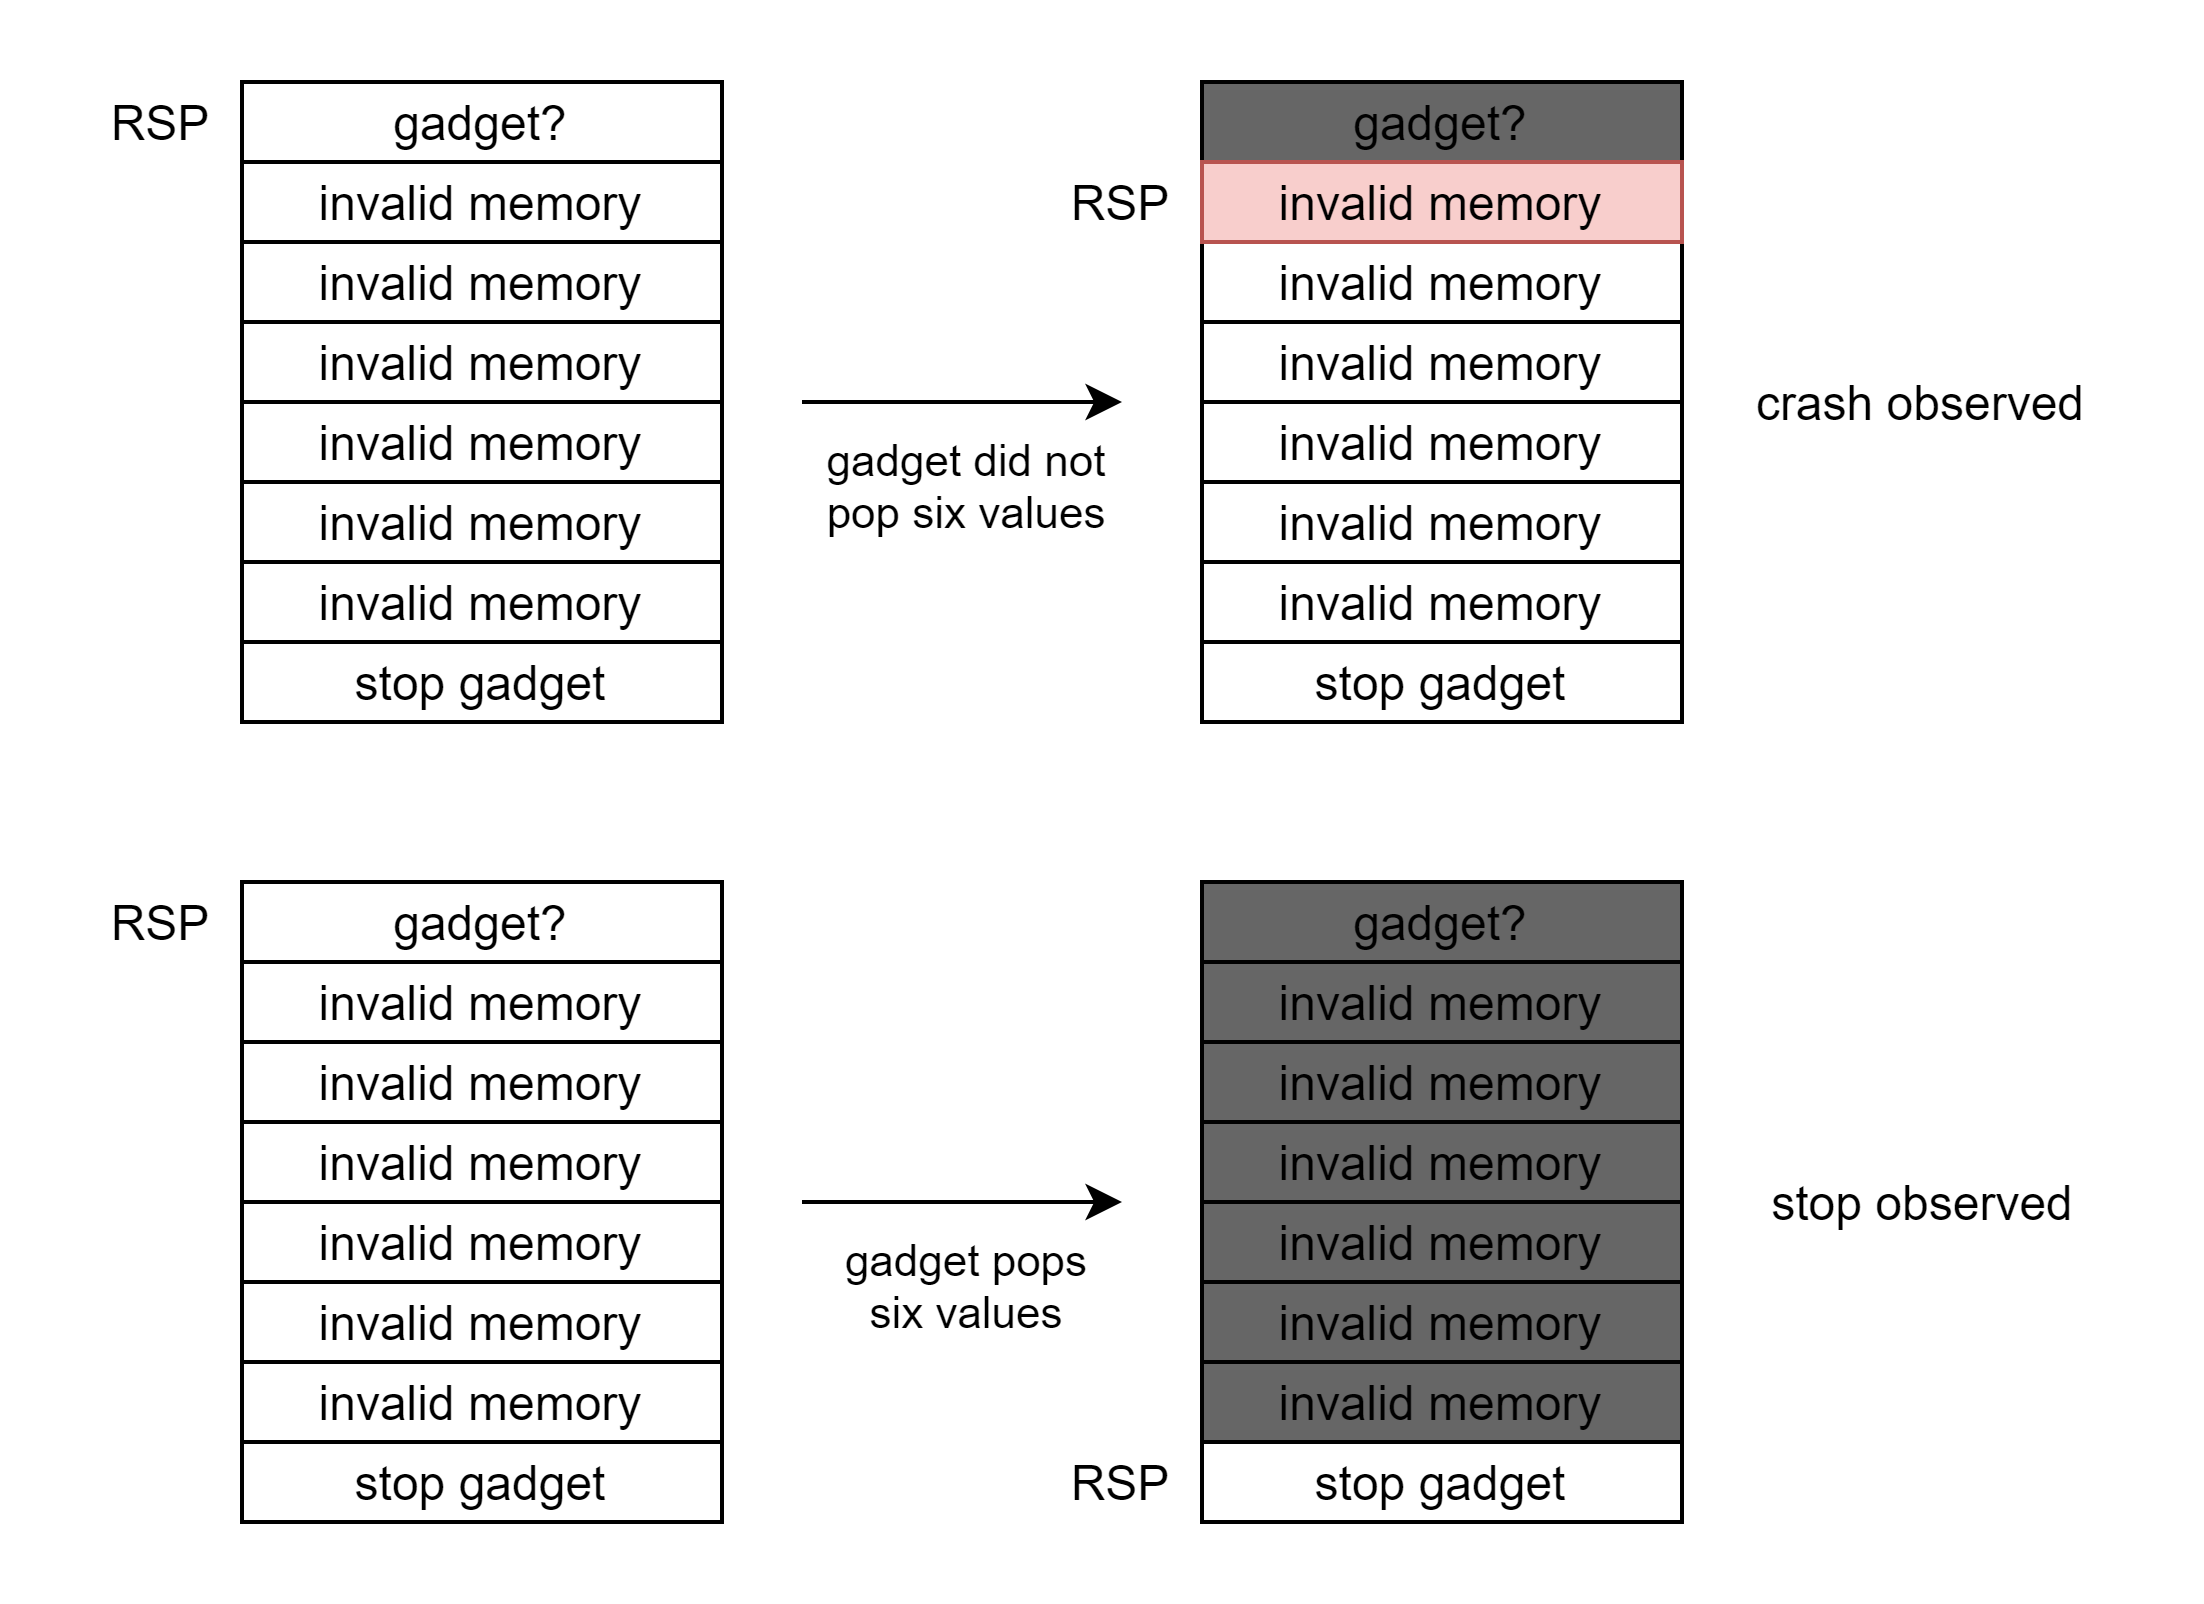 RSP
gadget?
invalid memory
invalid memory
invalid memory
invalid memory
invalid memory
invalid memory
stop gadget
gadget did not
pop six values
gadget?
RSP
invalid memory
invalid memory
invalid memory
invalid memory
invalid memory
invalid memory
stop gadget
crash observed
RSP
gadget?
invalid memory
invalid memory
invalid memory
invalid memory
invalid memory
invalid memory
stop gadget
gadget pops
six values
gadget?
invalid memory
invalid memory
invalid memory
invalid memory
invalid memory
invalid memory
RSP
stop gadget
stop observed